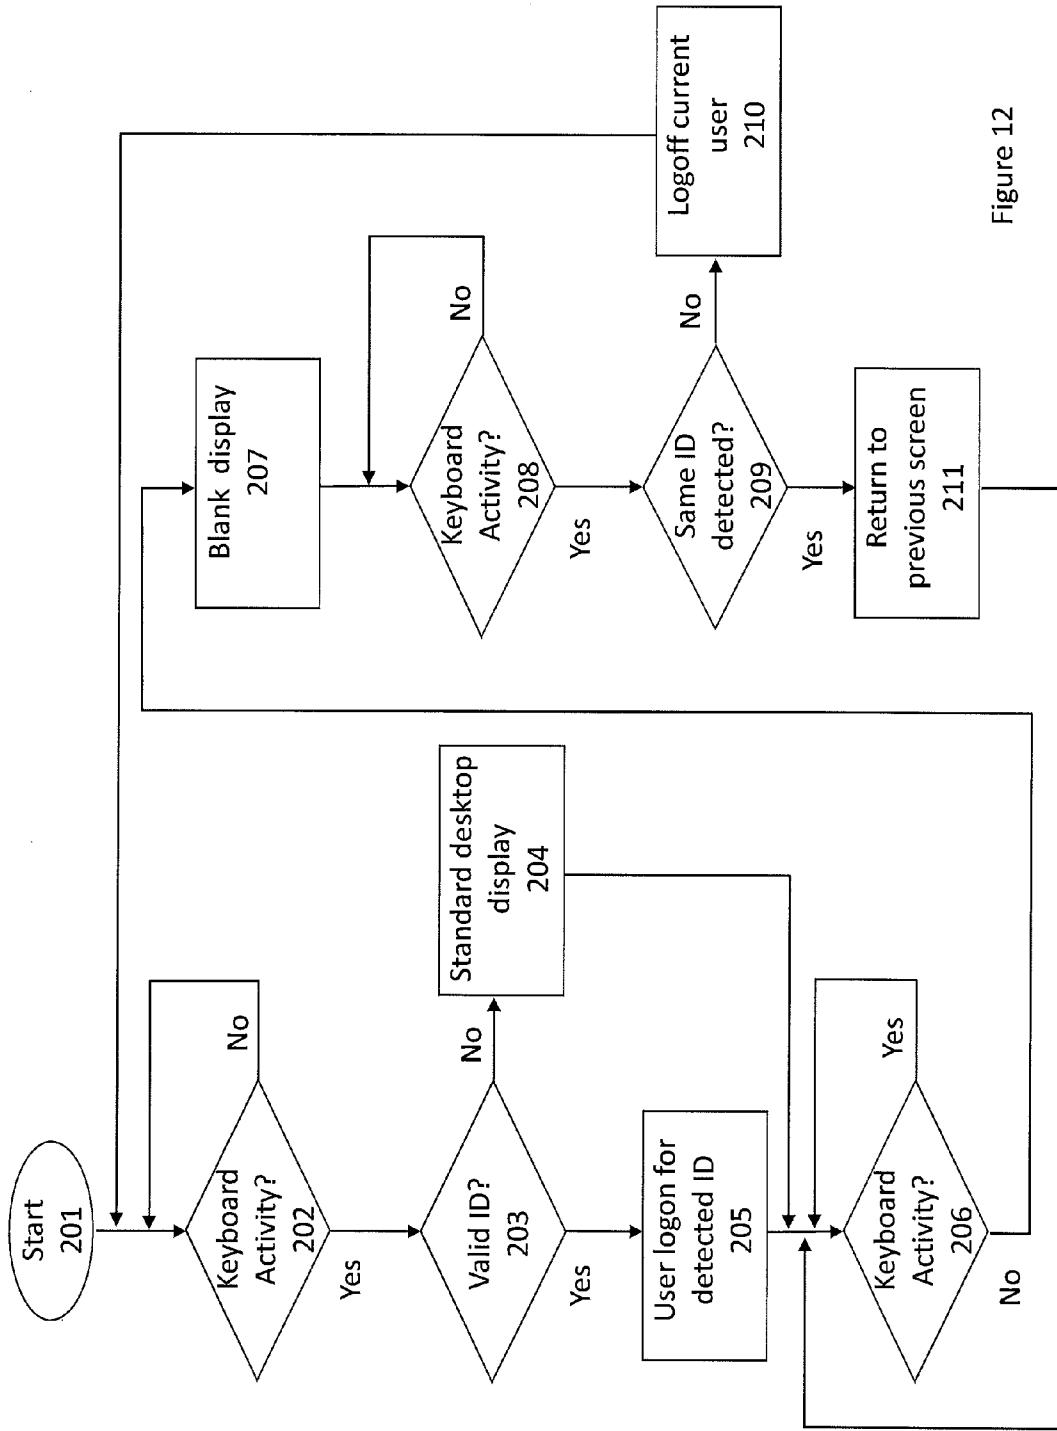 Start
201
Keyboard
Activity?
202
No
Yes
Valid ID?
203
No
Yes
Standard desktop
display
204
User logon for
detected ID
205
Keyboard
Activity?
206
Yes
No
Blank display
207
Keyboard
Activity?
208
No
Yes
Same ID
detected?
209
No
Yes
Logoff current
user
210
Return to
previous screen
211
Figure 12